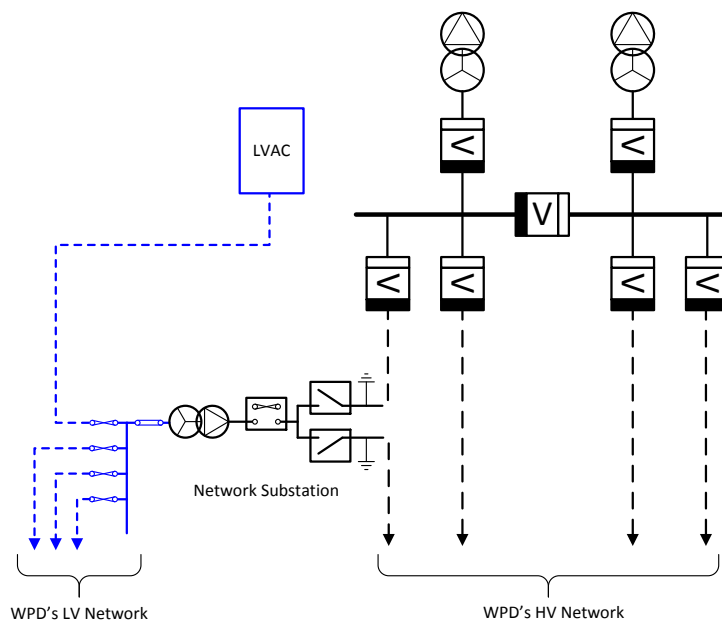 LVAC
V
V
V
V
V
V
V
Network Substation
WPD's LV Network
WPD's HV Network